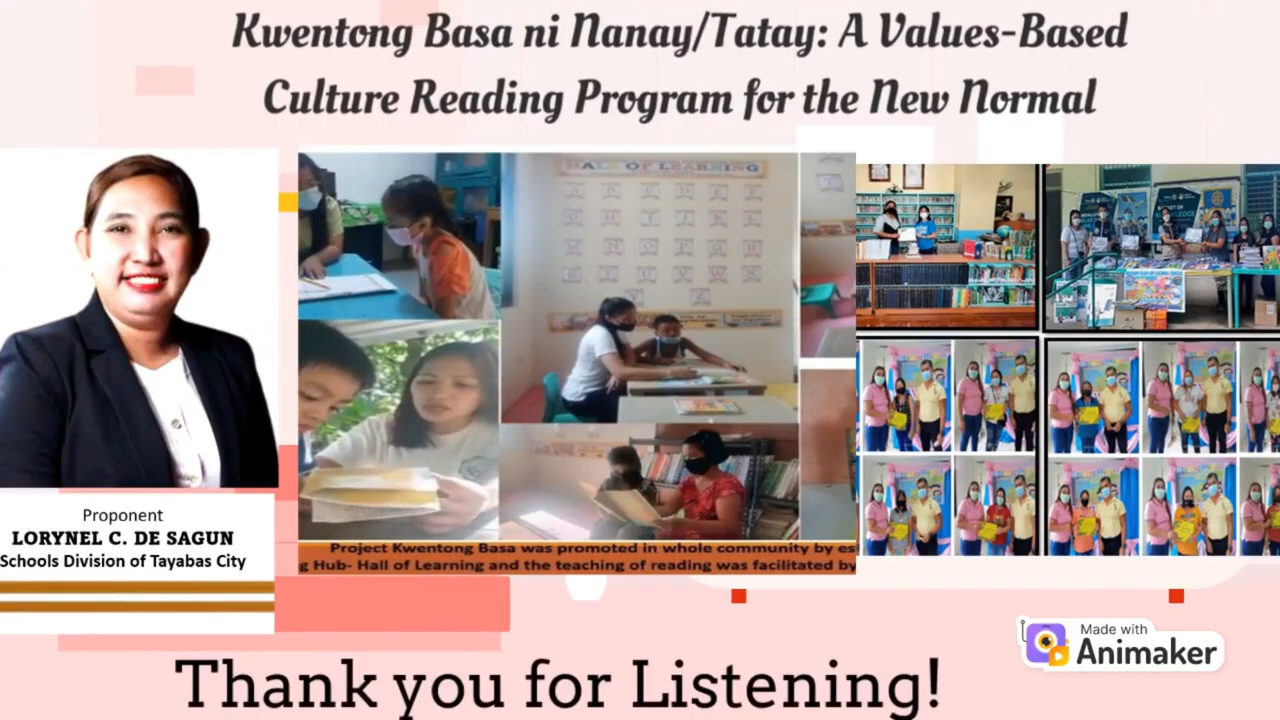 Kwentong Basa ni Nanay/Tatay: A Values-Based
Culture Reading Program for the New Normal
HALL OF LEARNING
Proponent
LORYNEL C. DE SAGUN
Schools Division of Tayabas City
Project Kwentong Basa was promoted in whole community by es
g Hub- Hall of Learning and the teaching of reading was facilitated by
Made with
Animaker
Thank you for Listening!